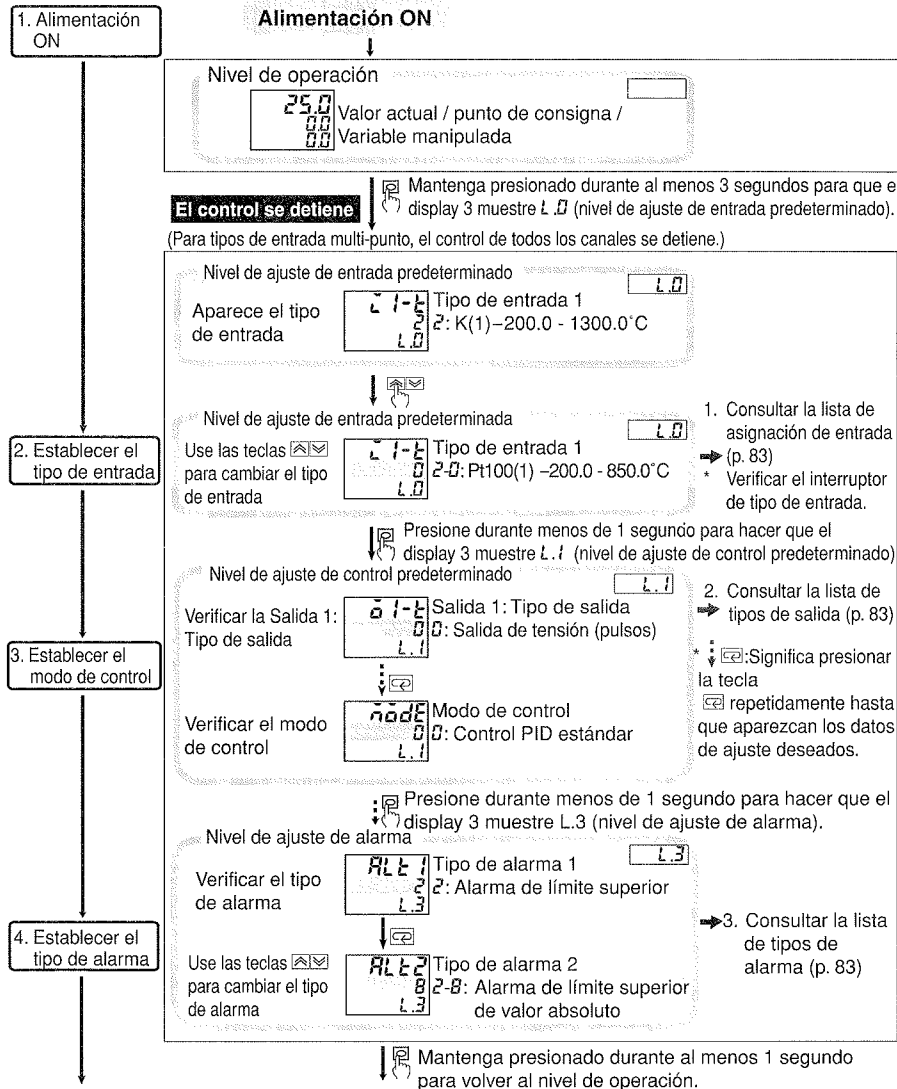 1. Alimentación
ON
Alimentación ON
Nivel de operación
25.0
0.0
0.0
Valor actual / punto de consigna /
Variable manipulada
El control se detiene
Mantenga presionado durante al menos 3 segundos para que e
display 3 muestre L.0 (nivel de ajuste de entrada predeterminado).
(Para tipos de entrada multi-punto, el control de todos los canales se detiene.)
Nivel de ajuste de entrada predeterminado
L.0
Aparece el tipo
de entrada
i1-t
2
L.0
Tipo de entrada 1
2: K(1)–200.0 - 1300.0°C
2. Establecer el
tipo de entrada
Nivel de ajuste de entrada predeterminada
L.0
Use las teclas
para cambiar el tipo
de entrada
i1-t
0
L.0
Tipo de entrada 1
2-0: Pt100(1) –200.0 - 850.0°C
1. Consultar la lista de
asignación de entrada
(p. 83)
* Verificar el interruptor
de tipo de entrada.
Presione durante menos de 1 segundo para hacer que el
display 3 muestre L.1 (nivel de ajuste de control predeterminado)
3. Establecer el
modo de control
Nivel de ajuste de control predeterminado
L.1
Verificar la Salida 1:
Tipo de salida
o1-t
0
L.1
Salida 1: Tipo de salida
0: Salida de tensión (pulsos)
2. Consultar la lista de
tipos de salida (p. 83)
* :Significa presionar
la tecla
repetidamente hasta
que aparezcan los datos
de ajuste deseados.
Verificar el modo
de control
modE
0
L.1
Modo de control
0: Control PID estándar
Presione durante menos de 1 segundo para hacer que el
display 3 muestre L.3 (nivel de ajuste de alarma).
4. Establecer el
tipo de alarma
Nivel de ajuste de alarma
L.3
Verificar el tipo
de alarma
ALt1
2
L.3
Tipo de alarma 1
2: Alarma de límite superior
Use las teclas
para cambiar el tipo
de alarma
ALt2
8
L.3
Tipo de alarma 2
2-8: Alarma de límite superior
de valor absoluto
3. Consultar la lista
de tipos de
alarma (p. 83)
Mantenga presionado durante al menos 1 segundo
para volver al nivel de operación.